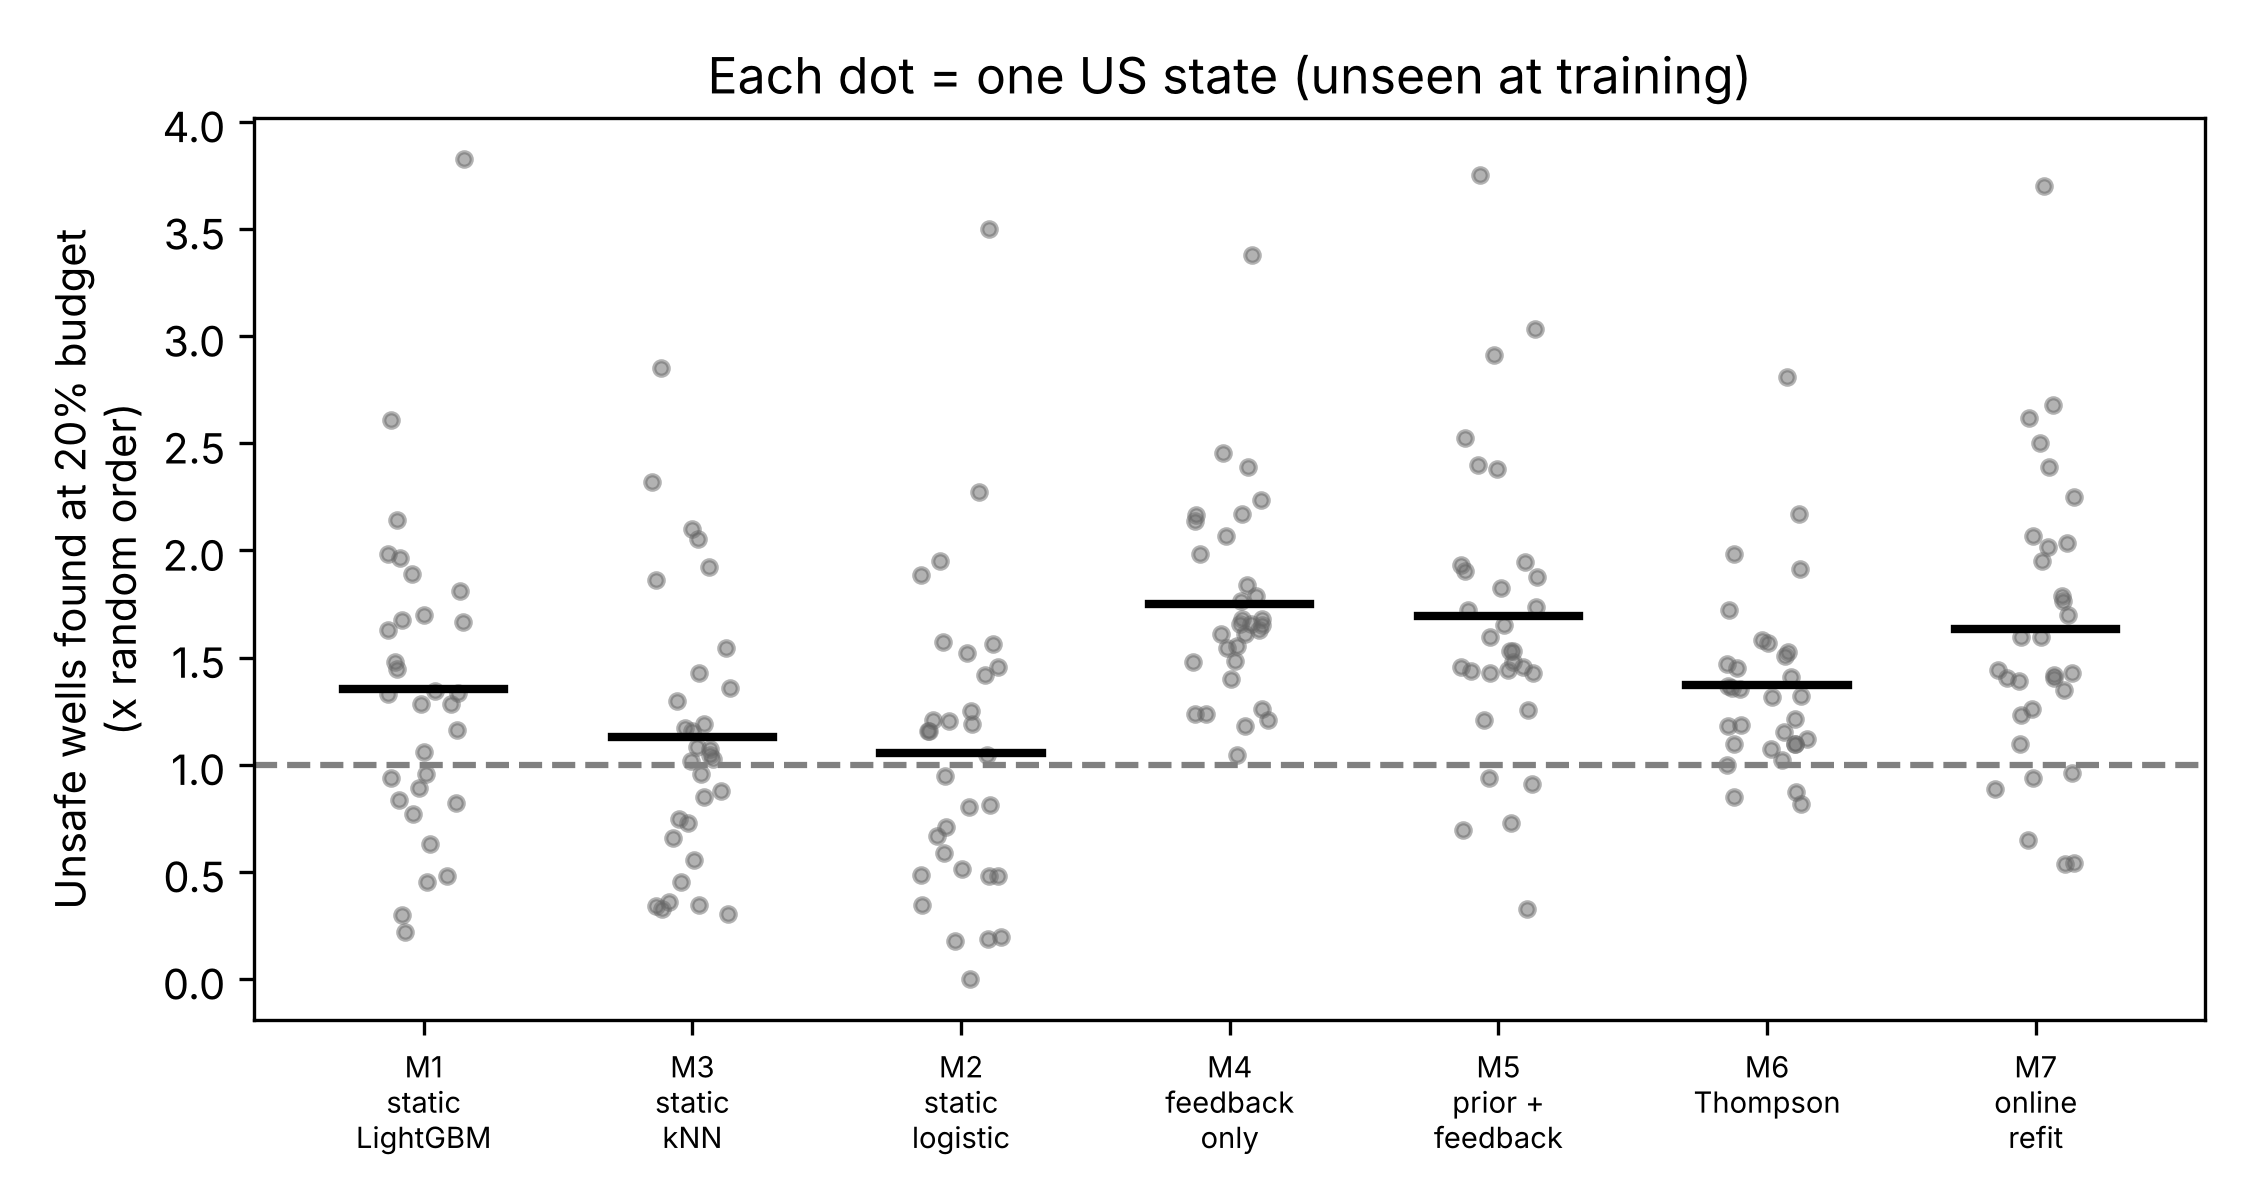 Each dot = one US state (unseen at training)
Unsafe wells found at 20% budget
(x random order)
4.0
3.5
3.0
2.5
2.0
1.5
1.0
0.5
0.0
M1
static
LightGBM
M3
static
kNN
M2
static
logistic
M4
feedback
only
M5
prior +
feedback
M6
Thompson
M7
online
refit